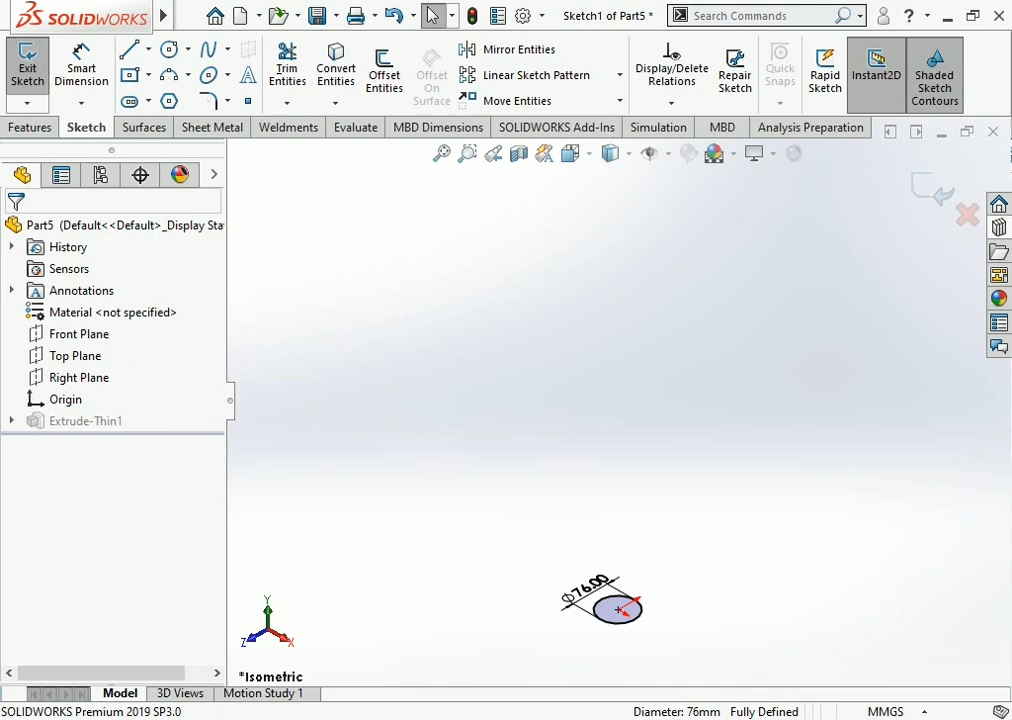 SOLIDWORKS
Sketch1 of Part5 *
Search Commands
?
Exit Sketch
Smart Dimension
Trim Entities
Convert Entities
Offset Entities
Offset On Surface
Mirror Entities
Linear Sketch Pattern
Move Entities
Display/Delete Relations
Repair Sketch
Quick Snaps
Rapid Sketch
Instant2D
Shaded Sketch Contours
Features
Sketch
Surfaces
Sheet Metal
Weldments
Evaluate
MBD Dimensions
SOLIDWORKS Add-Ins
Simulation
MBD
Analysis Preparation
Part5 (Default<<Default>_Display Sta
History
Sensors
Annotations
Material <not specified>
Front Plane
Top Plane
Right Plane
Origin
Extrude-Thin1
Φ76.00
Y
Z
X
*Isometric
Model
3D Views
Motion Study 1
SOLIDWORKS Premium 2019 SP3.0
Diameter: 76mm
Fully Defined
MMGS